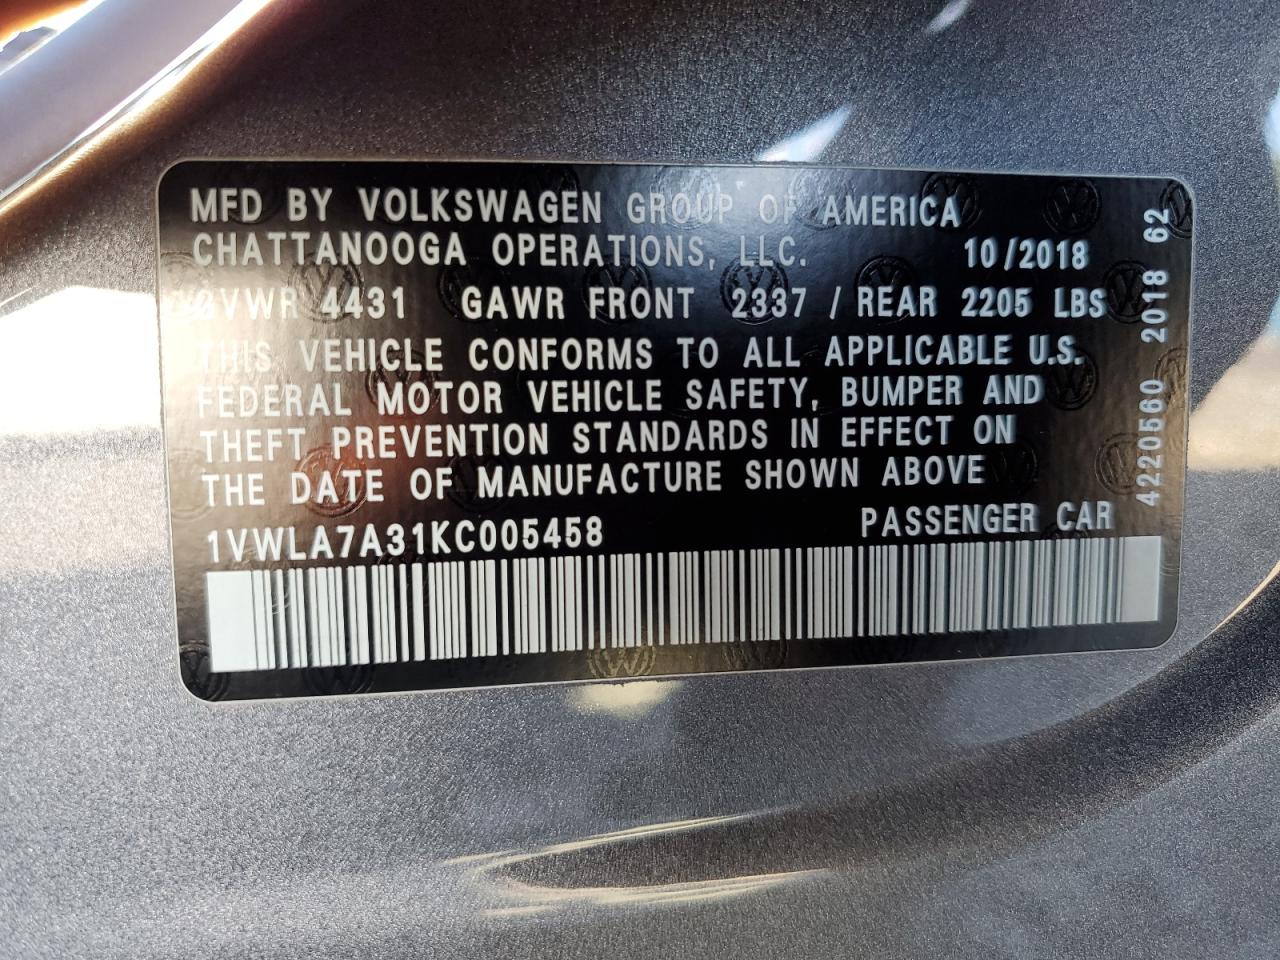 MFD BY VOLKSWAGEN GROUP OF AMERICA
CHATTANOOGA OPERATIONS, LLC. 10/2018
GVWR 4431 GAWR FRONT 2337 / REAR 2205 LBS
THIS VEHICLE CONFORMS TO ALL APPLICABLE U.S.
FEDERAL MOTOR VEHICLE SAFETY, BUMPER AND
THEFT PREVENTION STANDARDS IN EFFECT ON
THE DATE OF MANUFACTURE SHOWN ABOVE
1VWLA7A31KC005458 PASSENGER CAR
4220560 2018 62